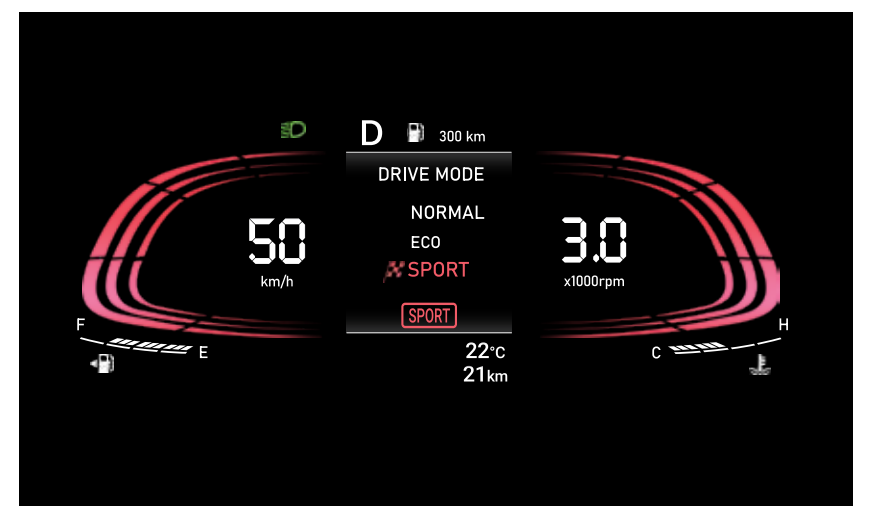 D 300 km
DRIVE MODE
NORMAL
50
km/h
ECO
SPORT
3.0
x1000rpm
SPORT
F
E
H
C
22°C
21km